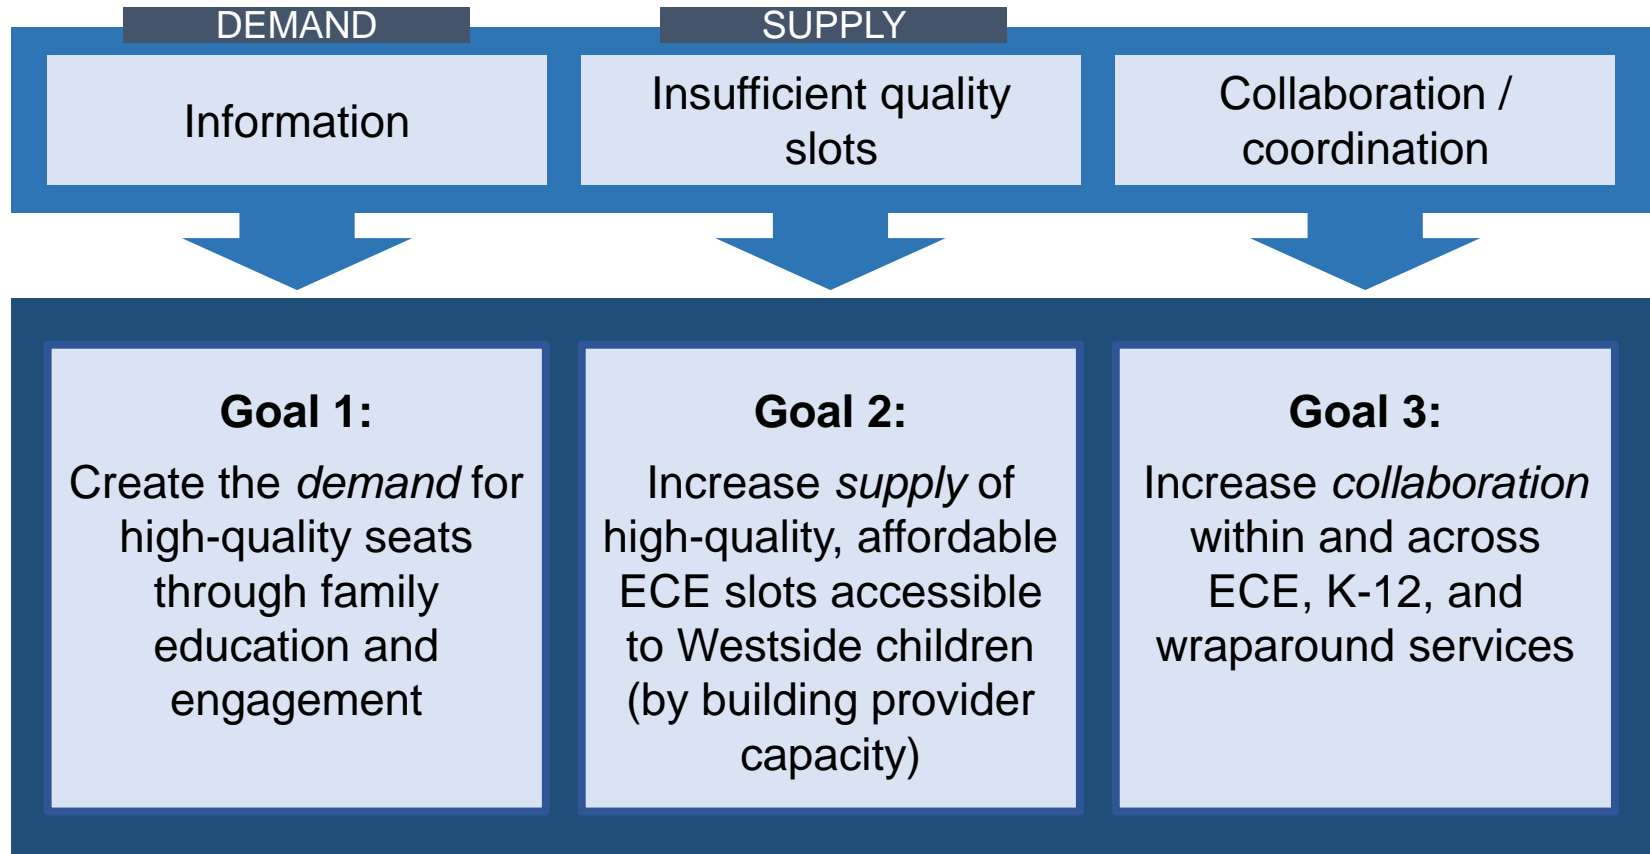 DEMAND
SUPPLY
Information
Insufficient quality
slots
Collaboration /
coordination
Goal 1:
Create the demand for
high-quality seats
through family
education and
engagement
Goal 2:
Increase supply of
high-quality, affordable
ECE slots accessible
to Westside children
(by building provider
capacity)
Goal 3:
Increase collaboration
within and across
ECE, K-12, and
wraparound services